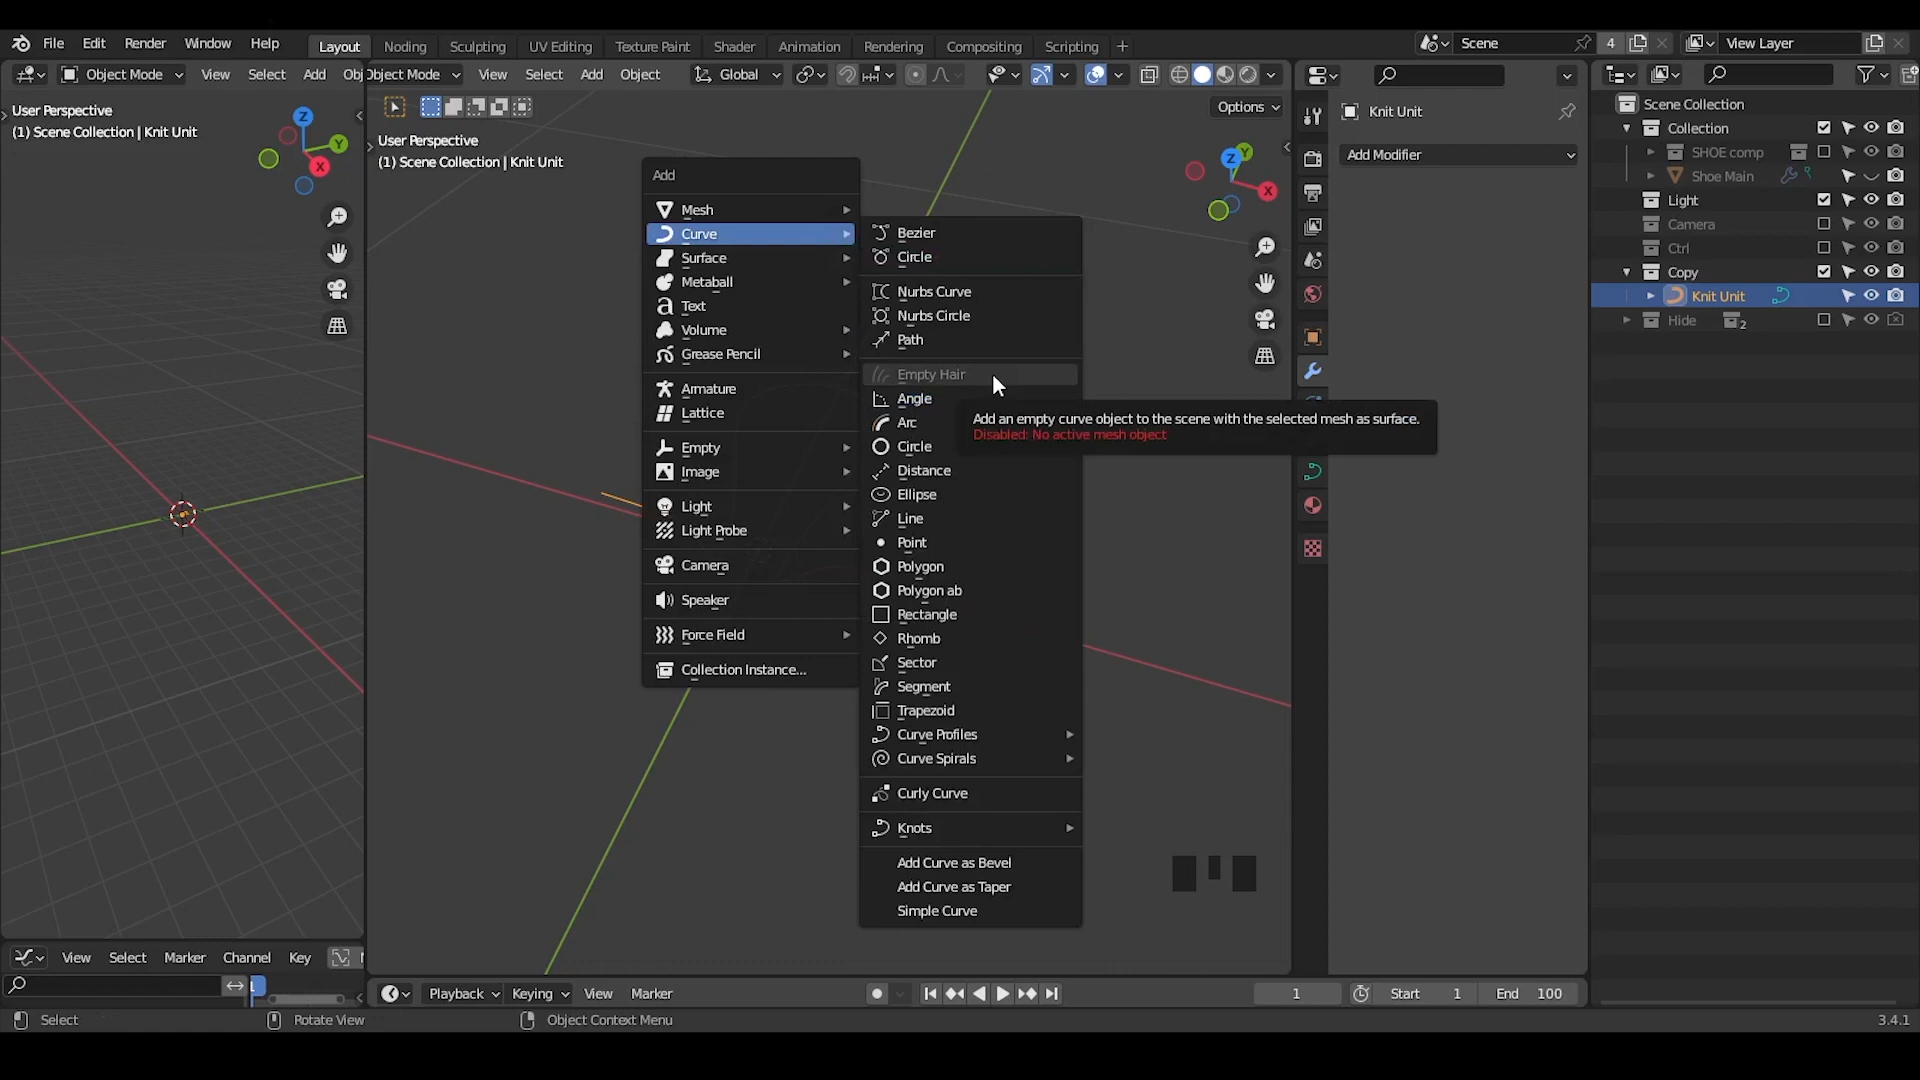 File Edit Render Window Help Layout Noding Sculpting UV Editing Texture Paint Shader Animation Rendering Compositing Scripting Scene 4 View Layer
Object Mode View Select Add Obj Object Mode View Select Add Object Global
Options
User Perspective
(1) Scene Collection | Knit Unit
Z
Y
X
User Perspective
(1) Scene Collection | Knit Unit
Z
Y
X
Add
Mesh
Curve
Surface
Metaball
Text
Volume
Grease Pencil
Armature
Lattice
Empty
Image
Light
Light Probe
Camera
Speaker
Force Field
Collection Instance...
Bezier
Circle
Nurbs Curve
Nurbs Circle
Path
Empty Hair
Angle
Arc
Circle
Distance
Ellipse
Line
Point
Polygon
Polygon ab
Rectangle
Rhomb
Sector
Segment
Trapezoid
Curve Profiles
Curve Spirals
Curly Curve
Knots
Add Curve as Bevel
Add Curve as Taper
Simple Curve
Add an empty curve object to the scene with the selected mesh as surface.
Disabled: No active mesh object
Knit Unit
Add Modifier
Scene Collection
Collection
SHOE comp
Shoe Main
Light
Camera
Ctrl
Copy
Knit Unit
Hide 2
View Select Marker Channel Key
1
Playback Keying View Marker 1 Start 1 End 100
Select Rotate View Object Context Menu 3.4.1